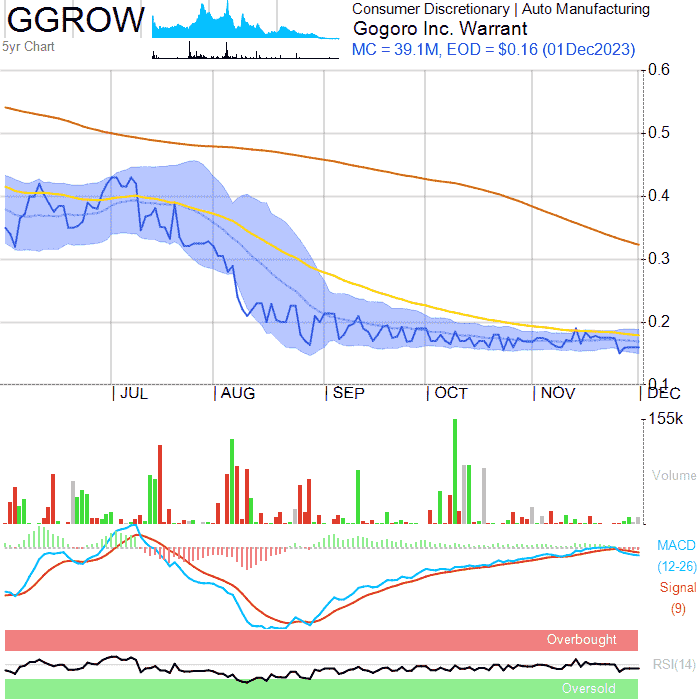 GGROW
5yr Chart
Consumer Discretionary | Auto Manufacturing
Gogoro Inc. Warrant
MC = 39.1M, EOD = $0.16 (01Dec2023)
0.6
0.5
0.4
0.3
0.2
0.1
JUL AUG SEP OCT NOV DEC
155k
Volume
MACD
(12-26)
Signal
(9)
Overbought
RSI(14)
Oversold